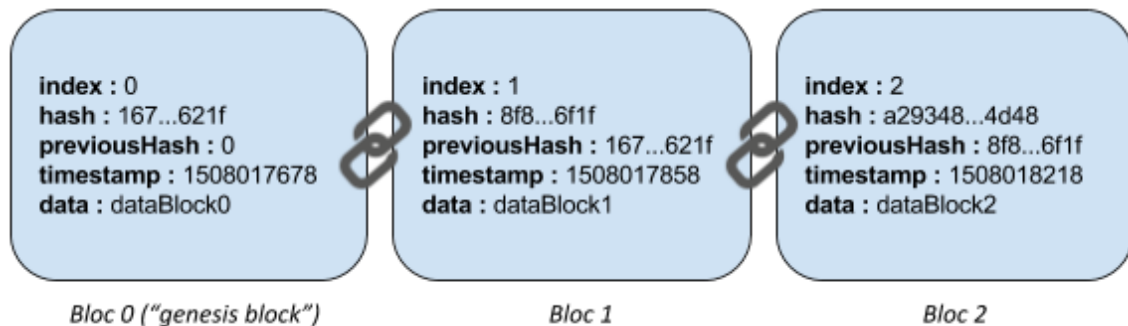 index : 0
hash : 167...621f
previousHash : 0
timestamp : 1508017678
data : dataBlock0
Bloc 0 (“genesis block”)
index : 1
hash : 8f8...6f1f
previousHash : 167...621f
timestamp : 1508017858
data : dataBlock1
Bloc 1
index : 2
hash : a29348...4d48
previousHash : 8f8...6f1f
timestamp : 1508018218
data : dataBlock2
Bloc 2